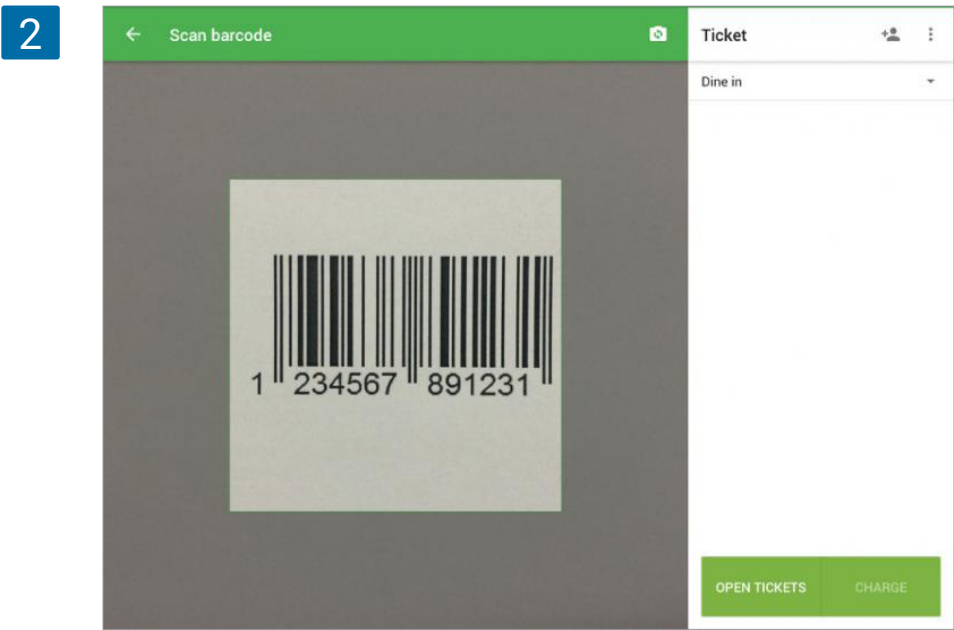 2
Scan barcode
Ticket
Dine in
1 234567 891231
OPEN TICKETS
CHARGE